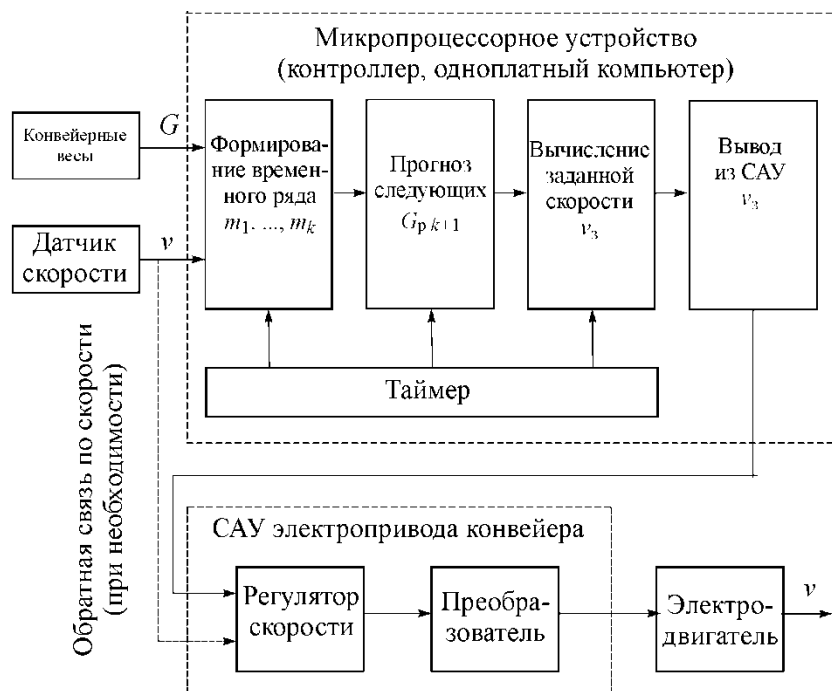 Микропроцессорное устройство
(контроллер, одноплатный компьютер)
Конвейерные
весы
G
Датчик
скорости
v
Формирова-
ние времен-
ного ряда
m1. ..., mk
Прогноз
следующих
Gр k+1
Вычисление
заданной
скорости
vз
Вывод
из САУ
vз
Таймер
Обратная связь по скорости
(при необходимости)
САУ электропривода конвейера
Регулятор
скорости
Преобра-
зователь
Электро-
двигатель
v